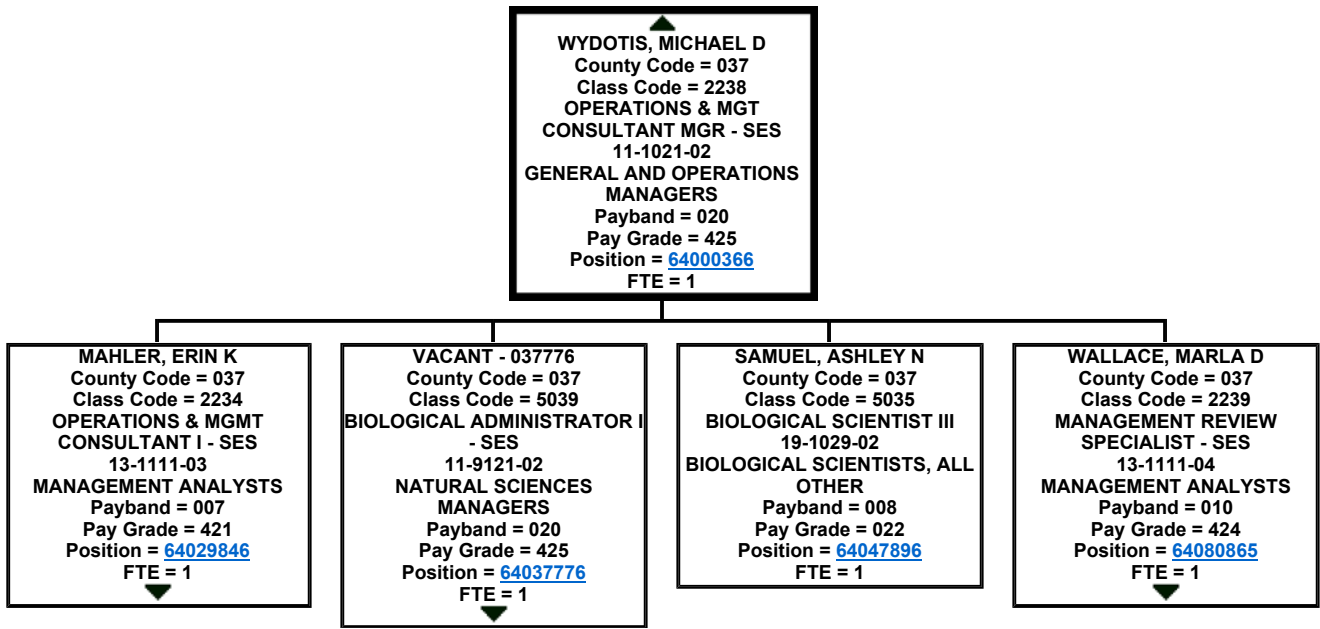 WYDOTIS, MICHAEL D
County Code = 037
Class Code = 2238
OPERATIONS & MGT
CONSULTANT MGR - SES
11-1021-02
GENERAL AND OPERATIONS
MANAGERS
Payband = 020
Pay Grade = 425
Position = 64000366
FTE = 1
MAHLER, ERIN K
County Code = 037
Class Code = 2234
OPERATIONS & MGMT
CONSULTANT I - SES
13-1111-03
MANAGEMENT ANALYSTS
Payband = 007
Pay Grade = 421
Position = 64029846
FTE = 1
VACANT - 037776
County Code = 037
Class Code = 5039
BIOLOGICAL ADMINISTRATOR I
- SES
11-9121-02
NATURAL SCIENCES
MANAGERS
Payband = 020
Pay Grade = 425
Position = 64037776
FTE = 1
SAMUEL, ASHLEY N
County Code = 037
Class Code = 5035
BIOLOGICAL SCIENTIST III
19-1029-02
BIOLOGICAL SCIENTISTS, ALL
OTHER
Payband = 008
Pay Grade = 022
Position = 64047896
FTE = 1
WALLACE, MARLA D
County Code = 037
Class Code = 2239
MANAGEMENT REVIEW
SPECIALIST - SES
13-1111-04
MANAGEMENT ANALYSTS
Payband = 010
Pay Grade = 424
Position = 64080865
FTE = 1